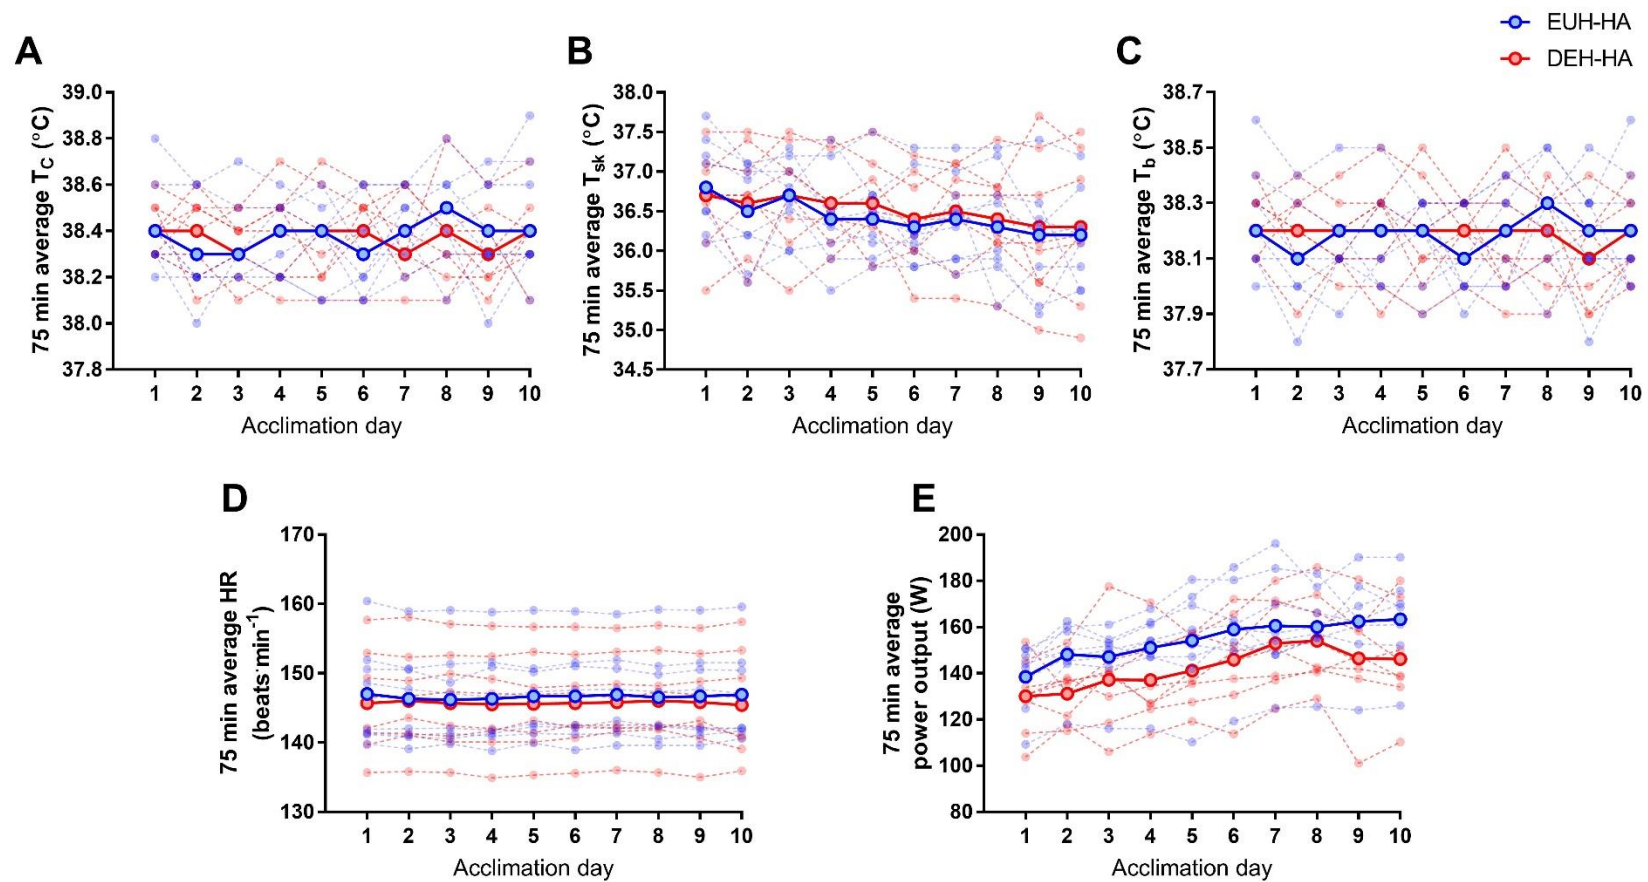 EUH-HA
DEH-HA
A
75 min average TC (°C)
39.0
38.8
38.6
38.4
38.2
38.0
37.8
1 2 3 4 5 6 7 8 9 10
Acclimation day
B
75 min average Tsk (°C)
38.0
37.5
37.0
36.5
36.0
35.5
35.0
34.5
1 2 3 4 5 6 7 8 9 10
Acclimation day
C
75 min average Tb (°C)
38.7
38.5
38.3
38.1
37.9
37.7
1 2 3 4 5 6 7 8 9 10
Acclimation day
D
75 min average HR
(beats·min-1)
170
160
150
140
130
1 2 3 4 5 6 7 8 9 10
Acclimation day
E
75 min average
power output (W)
200
180
160
140
120
100
80
1 2 3 4 5 6 7 8 9 10
Acclimation day